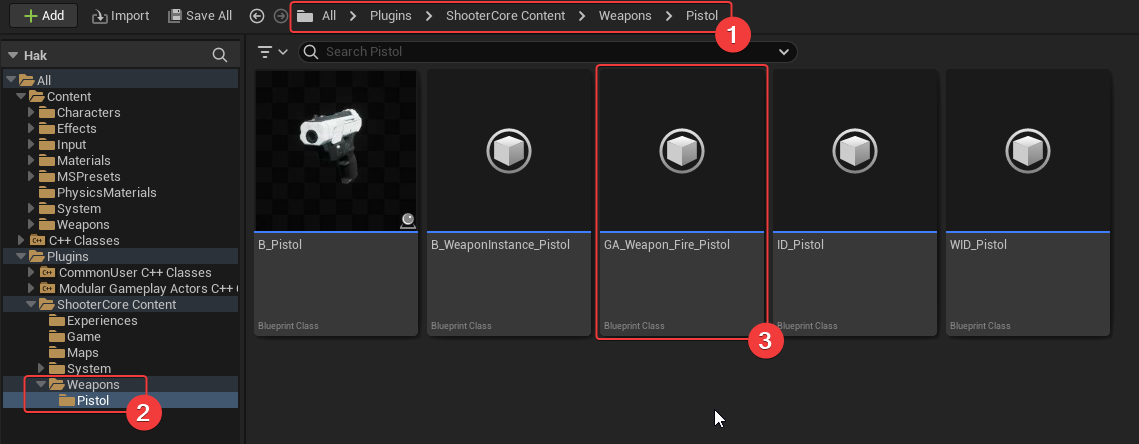 Add Import Save All All Plugins ShooterCore Content Weapons Pistol
1
Hak
Search Pistol
All
Content
Characters
Effects
Input
Materials
MSPresets
PhysicsMaterials
System
Weapons
C++ Classes
Plugins
CommonUser C++ Classes
Modular Gameplay Actors C++
ShooterCore Content
Experiences
Game
Maps
System
Weapons
Pistol
2
B_Pistol
Blueprint Class
B_WeaponInstance_Pistol
Blueprint Class
GA_Weapon_Fire_Pistol
Blueprint Class
3
ID_Pistol
Blueprint Class
WID_Pistol
Blueprint Class